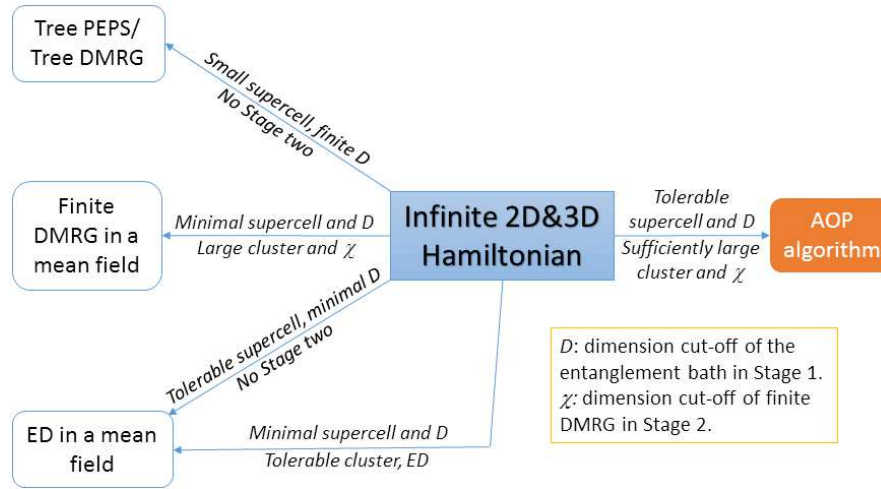 Tree PEPS/
Tree DMRG
Small supercell, finite D
No Stage two
Finite
DMRG in a
mean field
Minimal supercell and D
Large cluster and χ
Infinite 2D&3D
Hamiltonian
Tolerable
supercell and D
Sufficiently large
cluster and χ
AOP
algorithm
Tolerable supercell, minimal D
No Stage two
ED in a mean
field
Minimal supercell and D
Tolerable cluster, ED
D: dimension cut-off of the
entanglement bath in Stage 1.
χ: dimension cut-off of finite
DMRG in Stage 2.